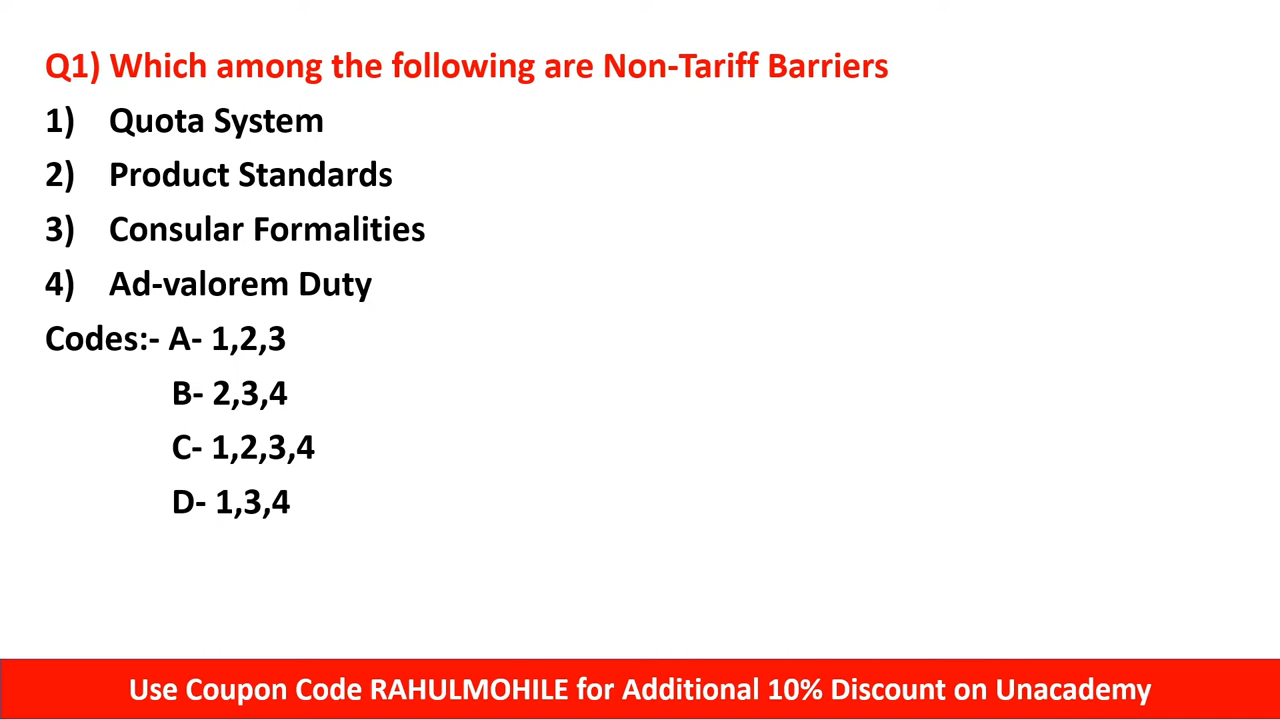 Q1) Which among the following are Non-Tariff Barriers
1) Quota System
2) Product Standards
3) Consular Formalities
4) Ad-valorem Duty
Codes:- A- 1,2,3
B- 2,3,4
C- 1,2,3,4
D- 1,3,4
Use Coupon Code RAHULMOHILE for Additional 10% Discount on Unacademy